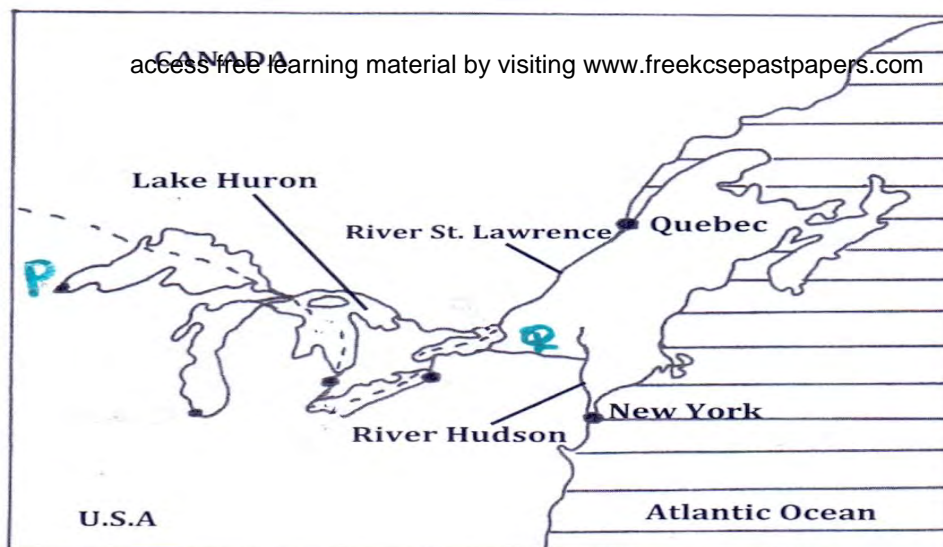 CANADA
access free learning material by visiting www.freekcsepastpapers.com
Lake Huron
River St. Lawrence
Quebec
P
Q
New York
River Hudson
Atlantic Ocean
U.S.A